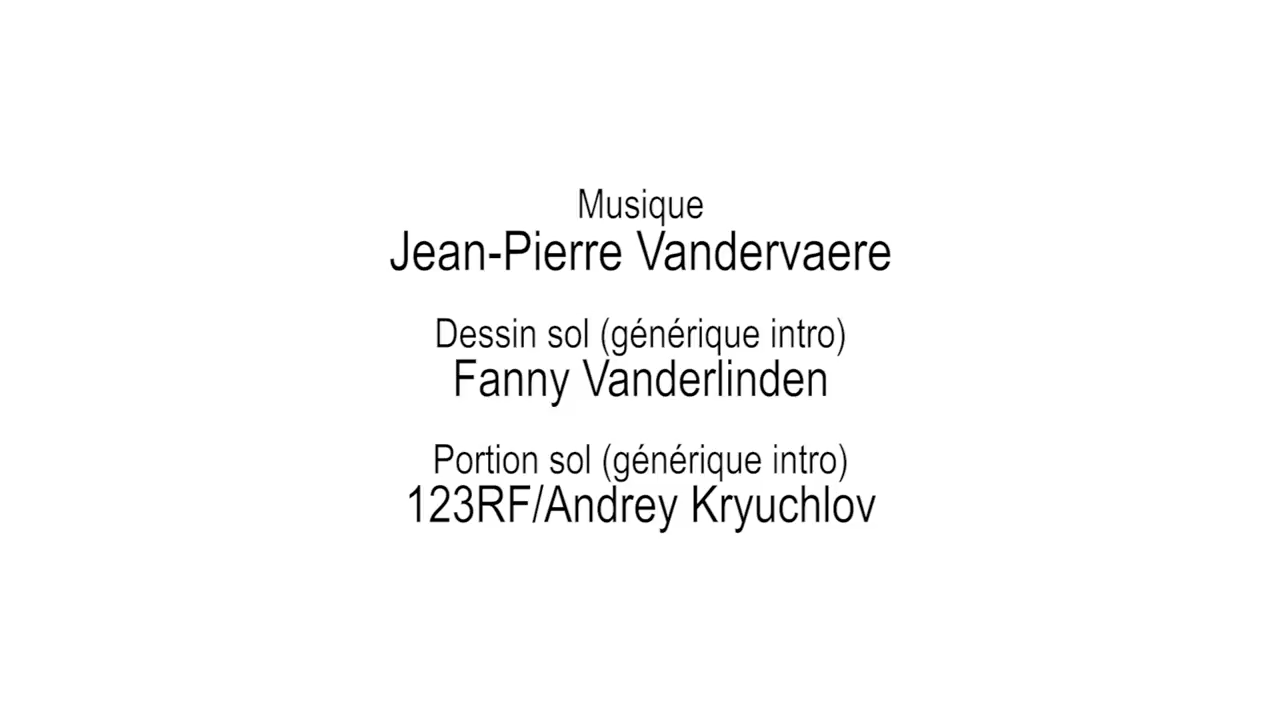 Musique
Jean-Pierre Vandervaere
Dessin sol (générique intro)
Fanny Vanderlinden
Portion sol (générique intro)
123RF/Andrey Kryuchlov